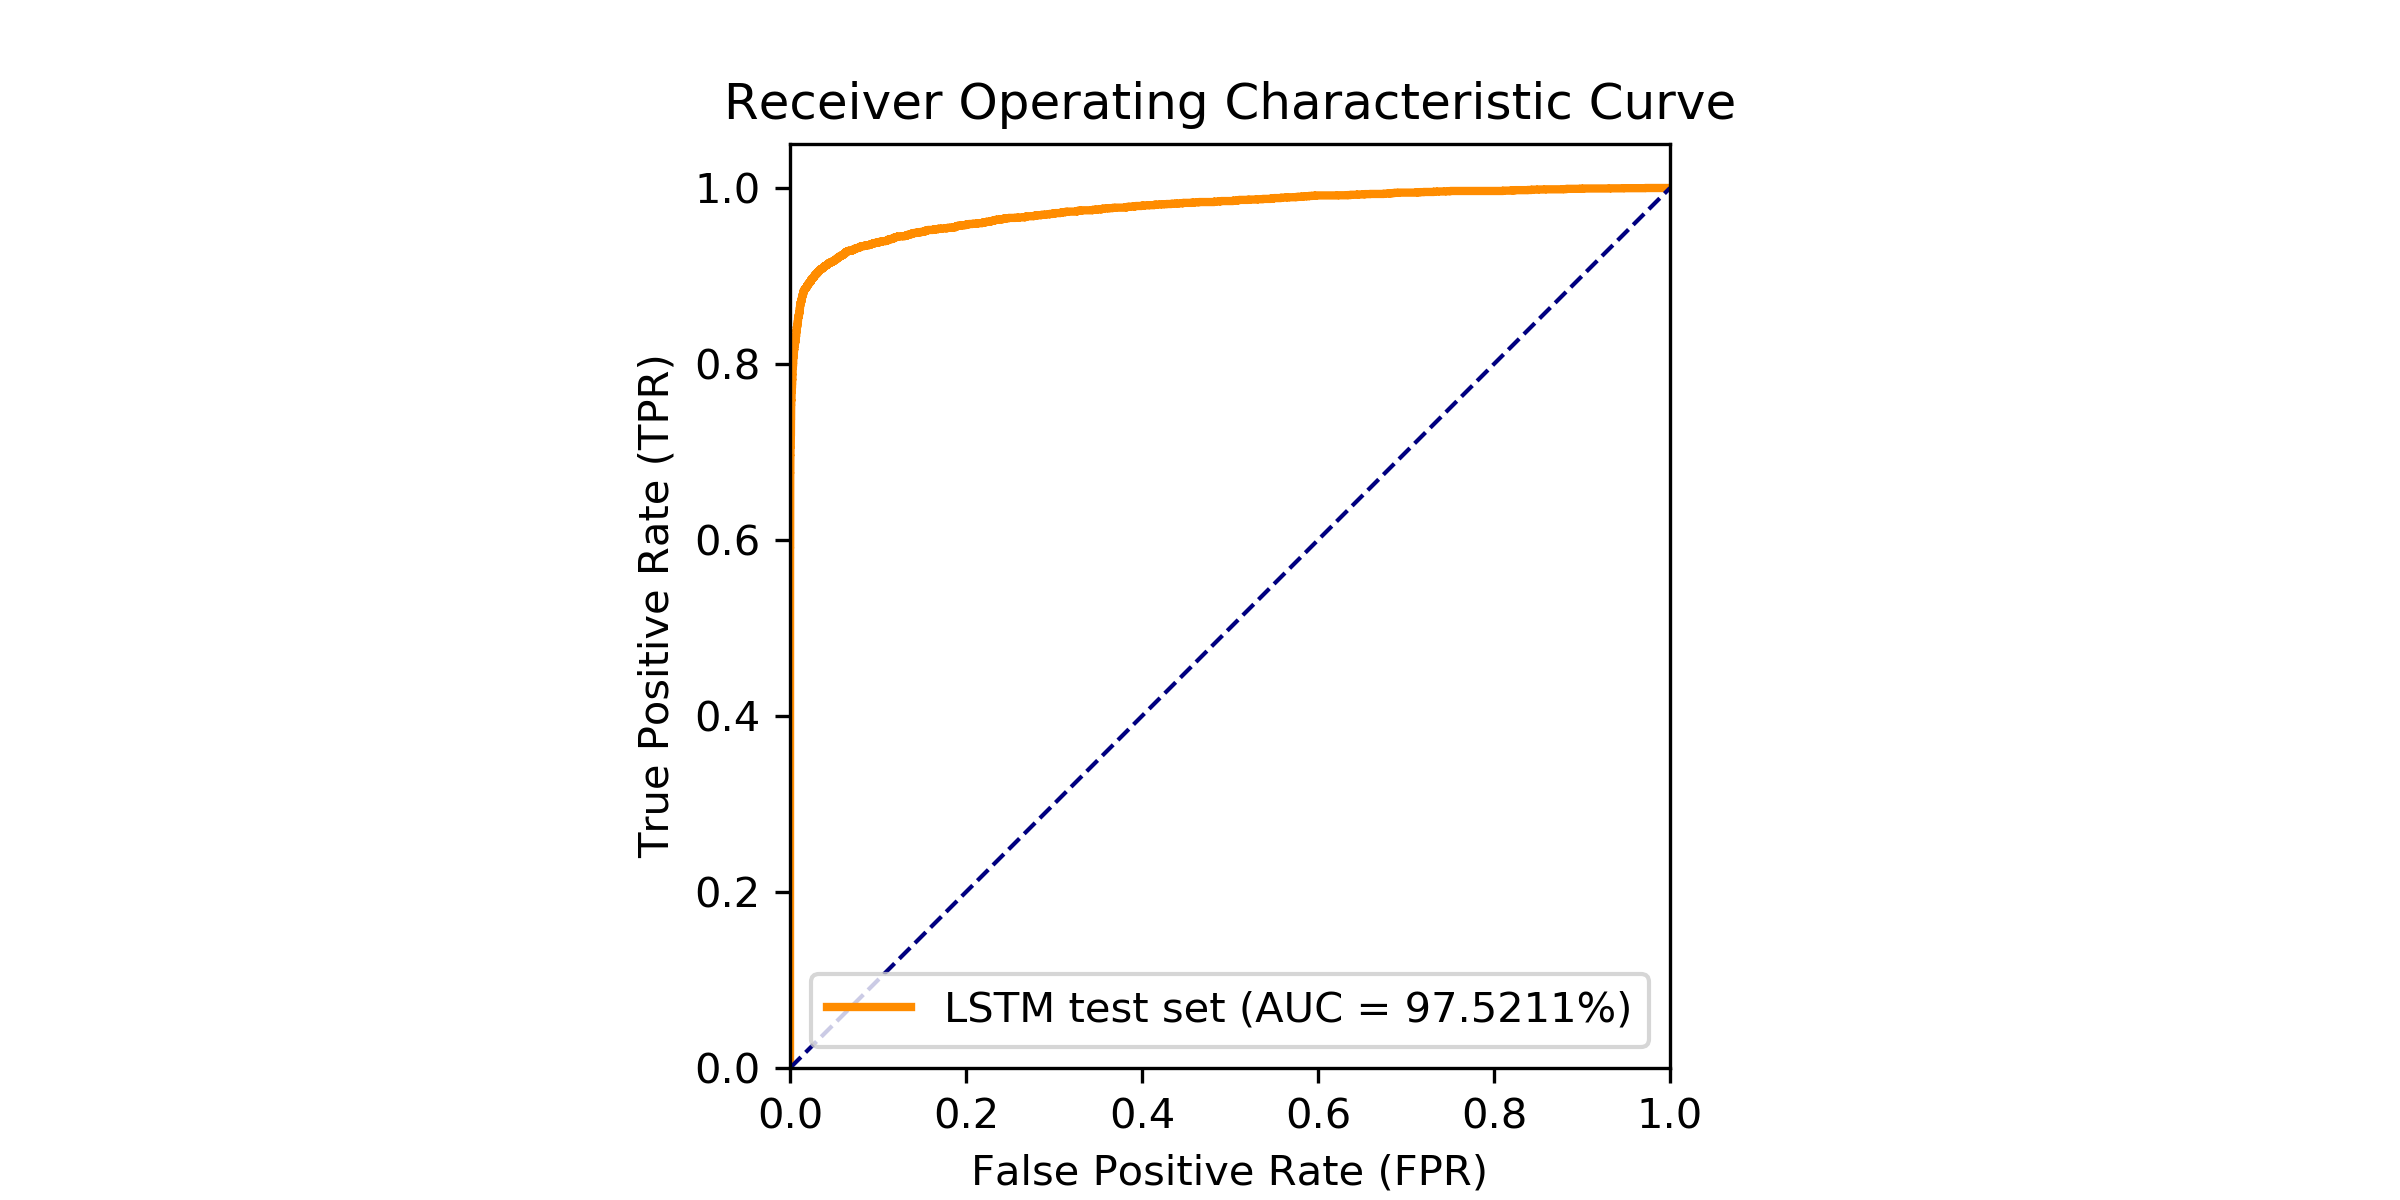 Receiver Operating Characteristic Curve
True Positive Rate (TPR)
1.0
0.8
0.6
0.4
0.2
0.0
LSTM test set (AUC = 97.5211%)
0.0 0.2 0.4 0.6 0.8 1.0
False Positive Rate (FPR)